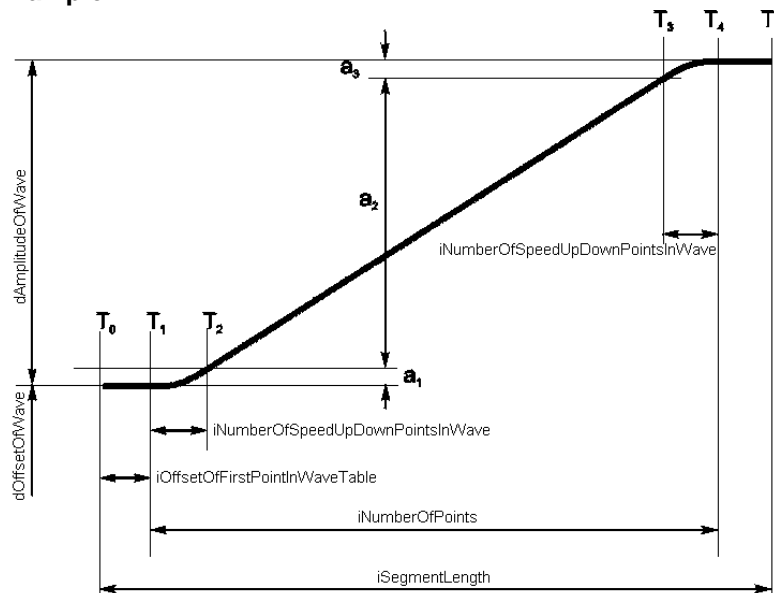 T₃ T₄ T
a₃
dAmplitudeOfWave
a₂
iNumberOfSpeedUpDownPointsInWave
T₀ T₁ T₂
a₁
dOffsetOfWave
iNumberOfSpeedUpDownPointsInWave
iOffsetOfFirstPointInWaveTable
iNumberOfPoints
iSegmentLength